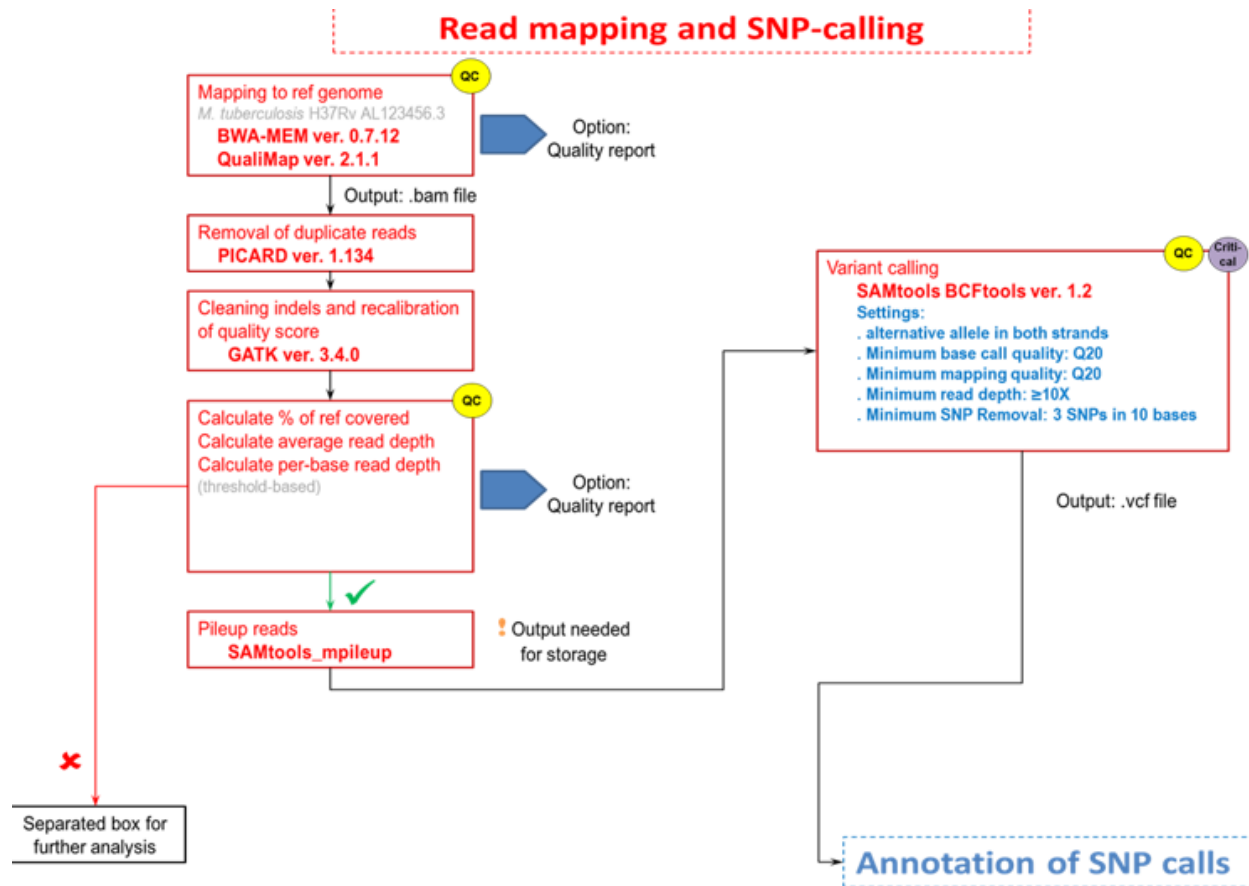 Read mapping and SNP-calling
QC
Mapping to ref genome
M. tuberculosis H37Rv AL123456.3
BWA-MEM ver. 0.7.12
QualiMap ver. 2.1.1
Option:
Quality report
Output: .bam file
Removal of duplicate reads
PICARD ver. 1.134
Cleaning indels and recalibration
of quality score
GATK ver. 3.4.0
QC
Calculate % of ref covered
Calculate average read depth
Calculate per-base read depth
(threshold-based)
Option:
Quality report
Pileup reads
SAMtools_mpileup
! Output needed
for storage
Separated box for
further analysis
QC
Criti-
cal
Variant calling
SAMtools BCFtools ver. 1.2
Settings:
. alternative allele in both strands
. Minimum base call quality: Q20
. Minimum mapping quality: Q20
. Minimum read depth: ≥10X
. Minimum SNP Removal: 3 SNPs in 10 bases
Output: .vcf file
Annotation of SNP calls